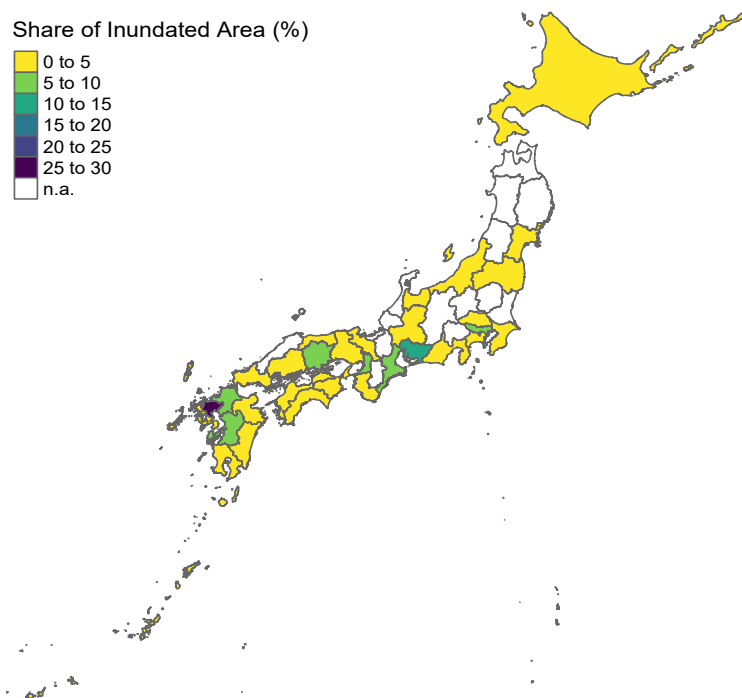 Share of Inundated Area (%)
0 to 5
5 to 10
10 to 15
15 to 20
20 to 25
25 to 30
n.a.